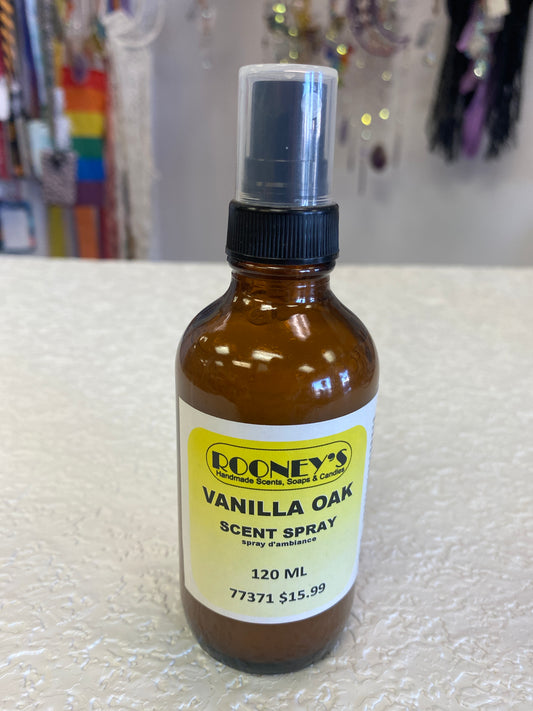 ROONEY'S
Handmade Scents, Soaps & Candles
VANILLA OAK
SCENT SPRAY
spray d'ambiance
120 ML
77371 $15.99